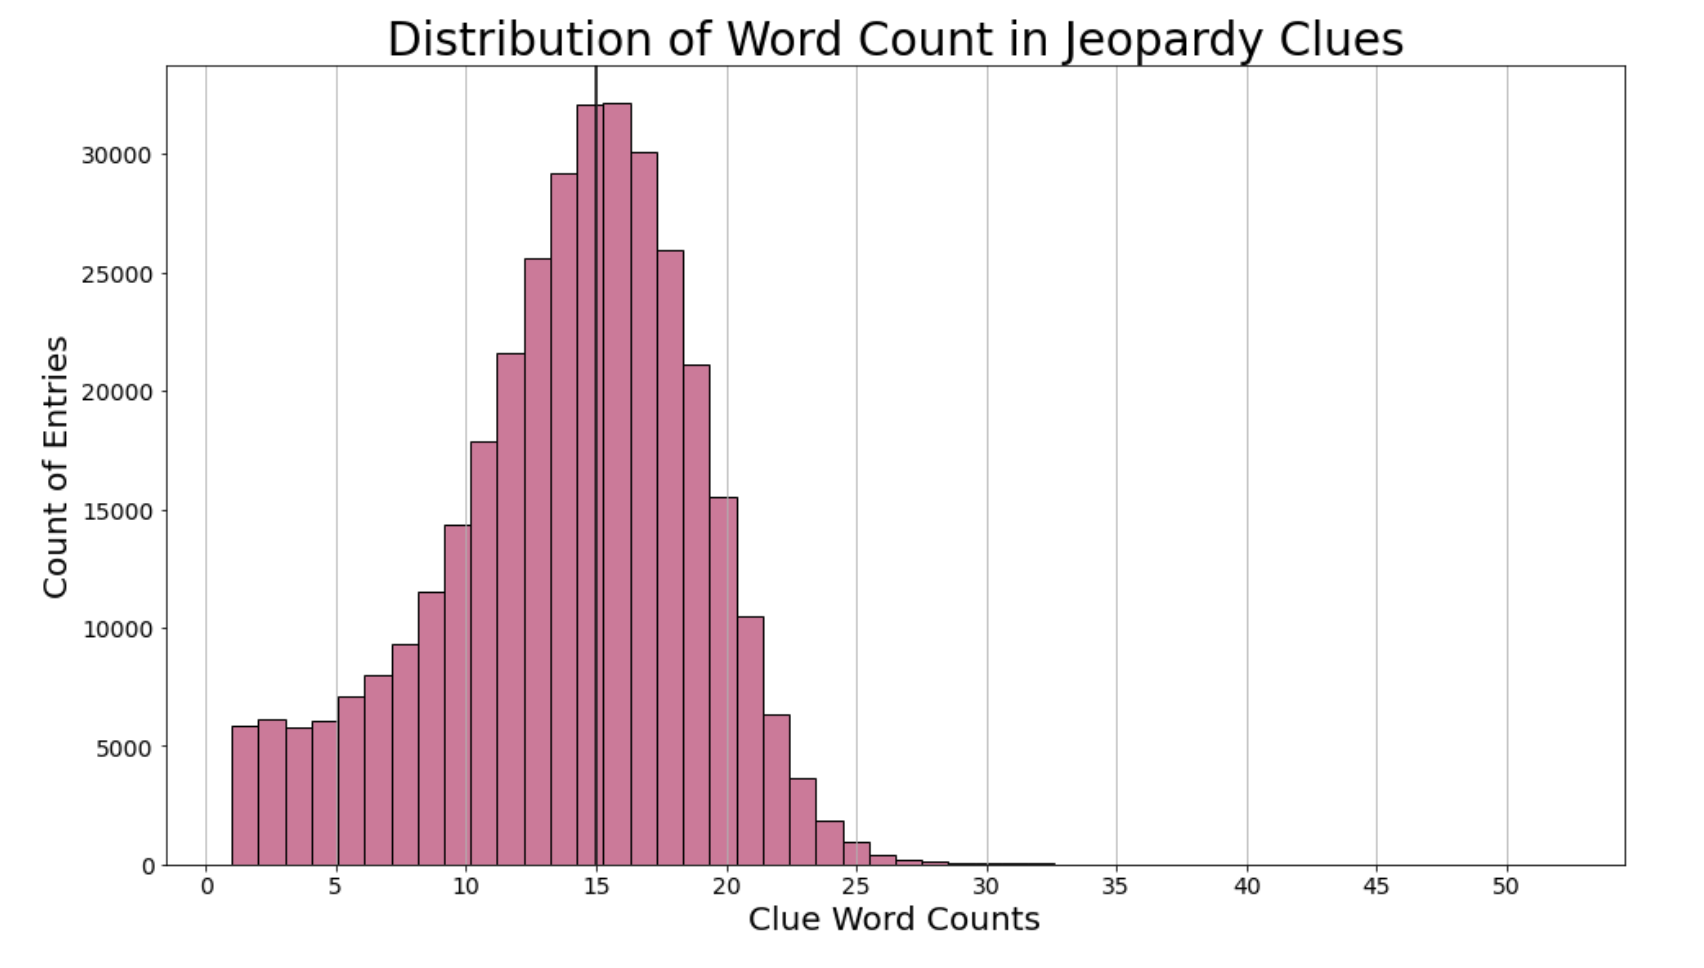 Distribution of Word Count in Jeopardy Clues
30000
25000
20000
15000
10000
5000
0
Count of Entries
0 5 10 15 20 25 30 35 40 45 50
Clue Word Counts